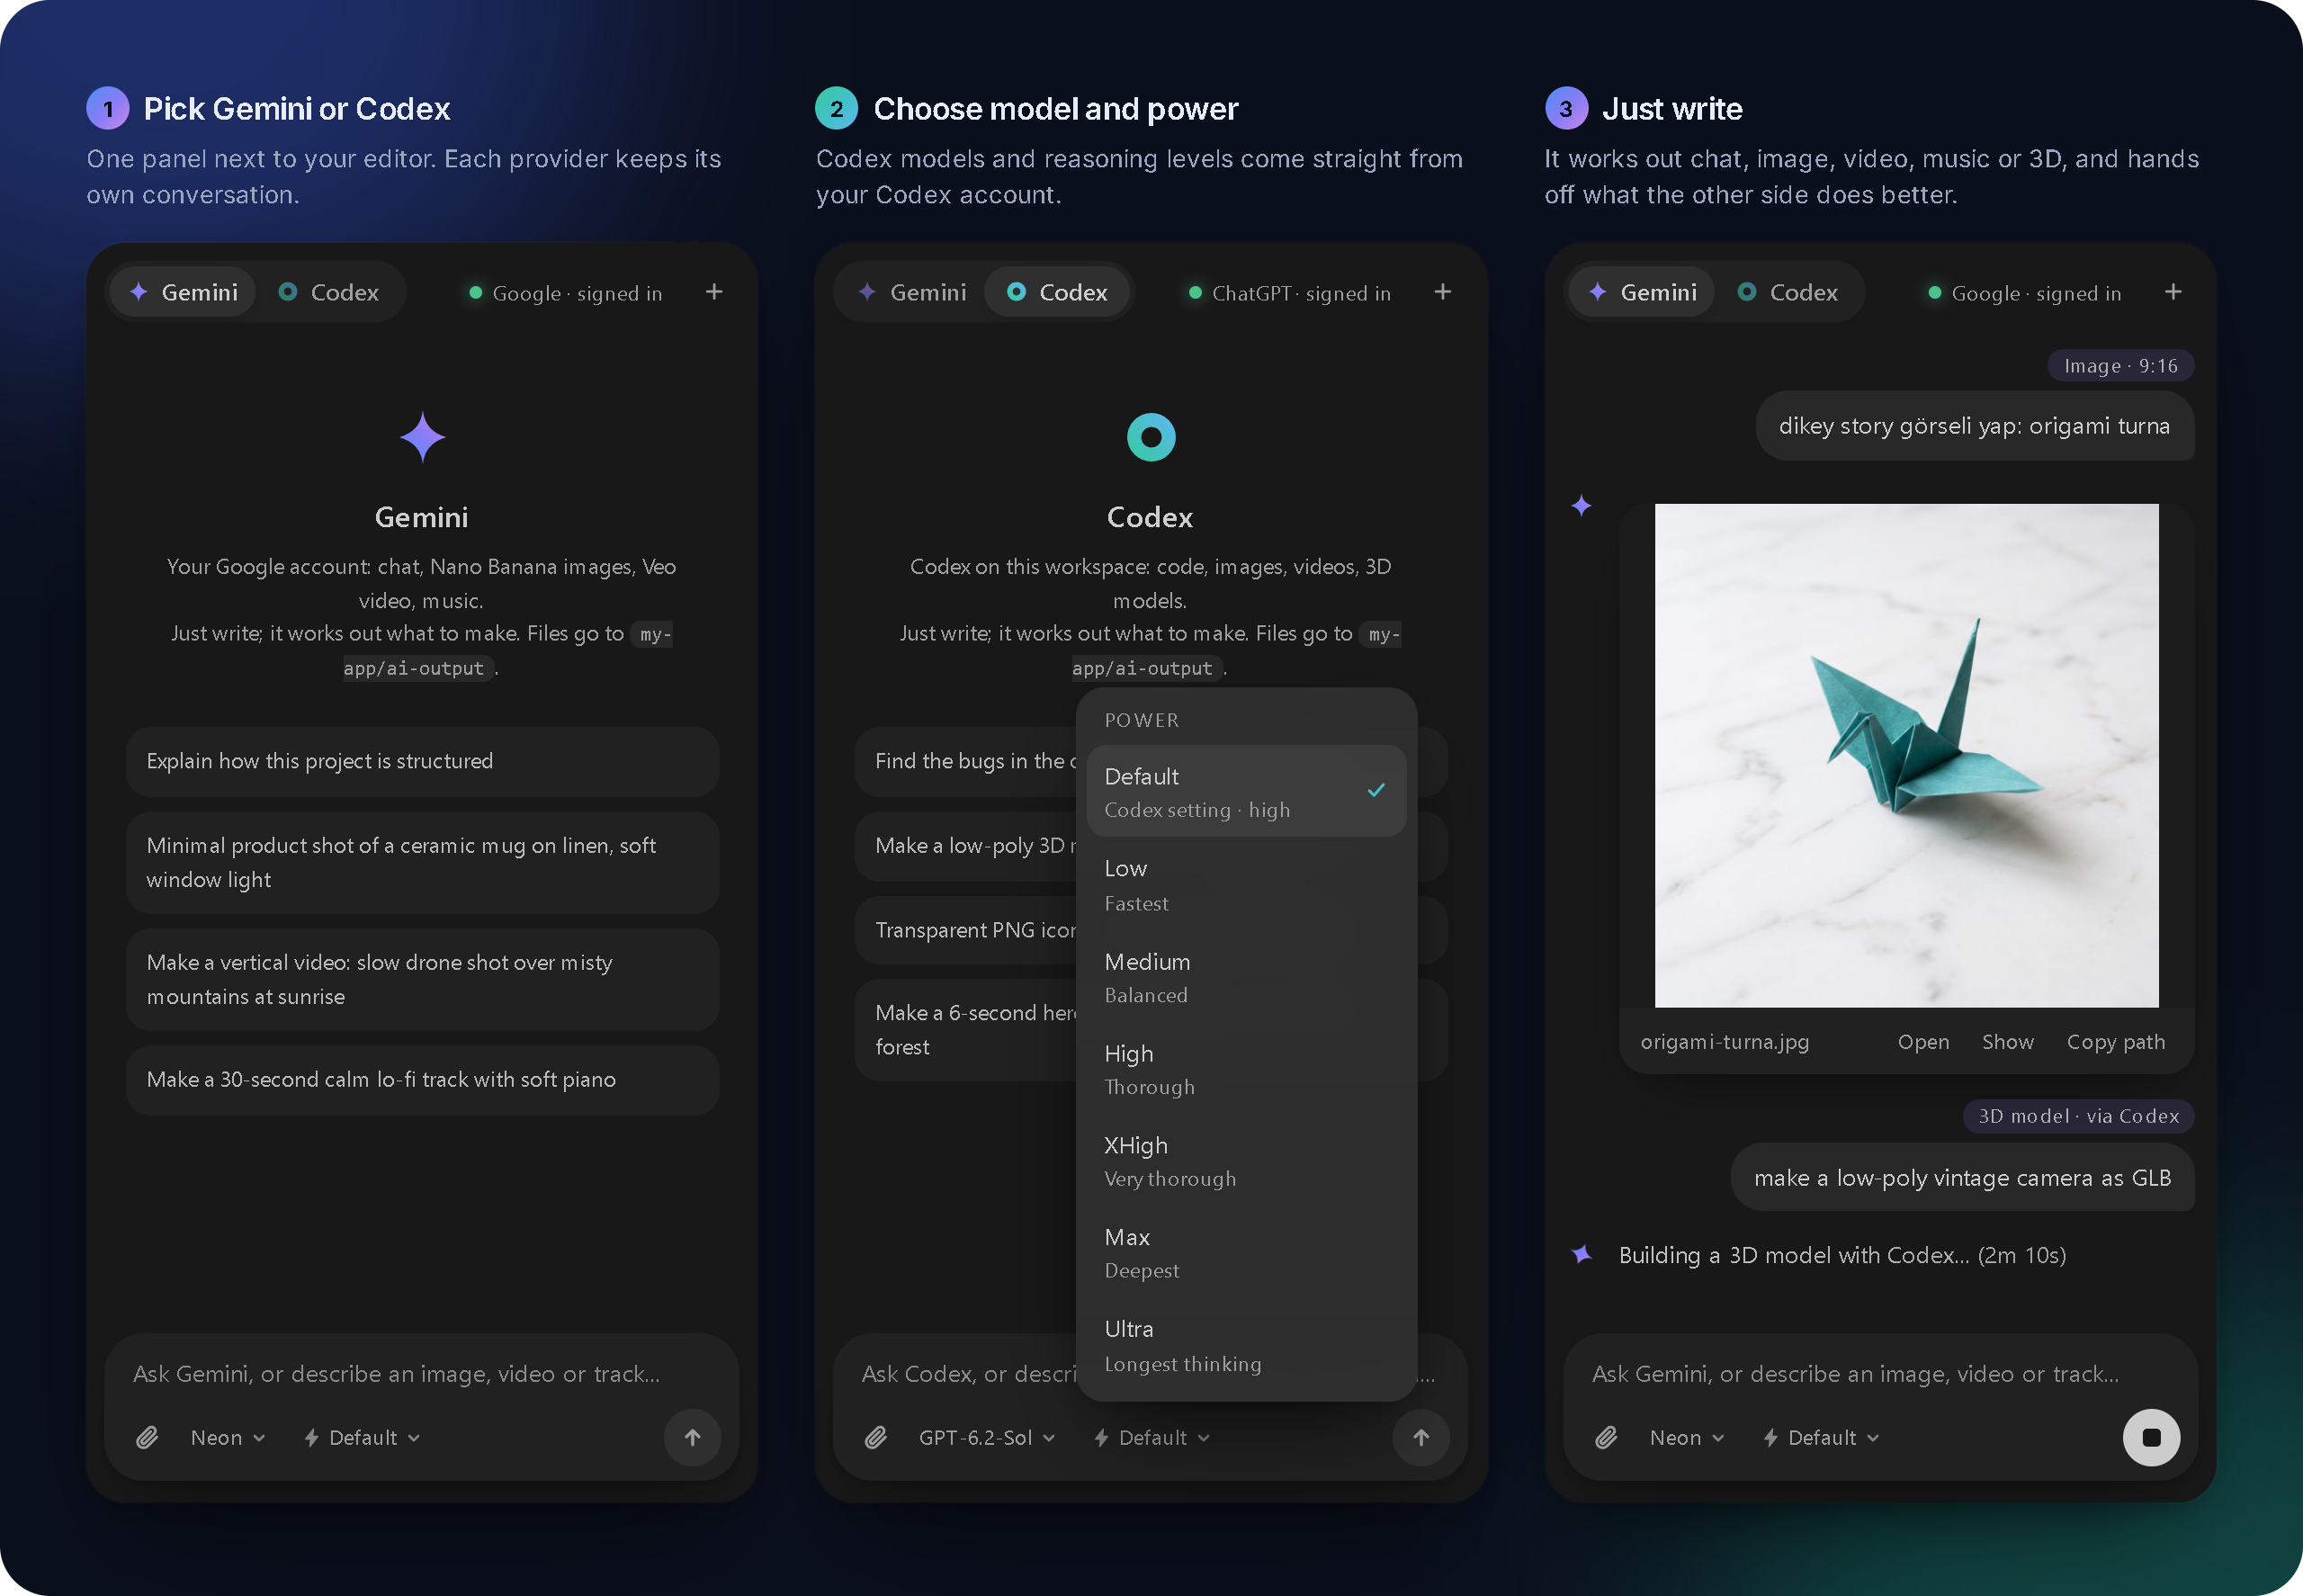 1 Pick Gemini or Codex
One panel next to your editor. Each provider keeps its
own conversation.
Gemini Codex Google · signed in +
Gemini
Your Google account: chat, Nano Banana images, Veo
video, music.
Just write; it works out what to make. Files go to my-
app/ai-output .
Explain how this project is structured
Minimal product shot of a ceramic mug on linen, soft
window light
Make a vertical video: slow drone shot over misty
mountains at sunrise
Make a 30-second calm lo-fi track with soft piano
Ask Gemini, or describe an image, video or track...
Neon Default
2 Choose model and power
Codex models and reasoning levels come straight from
your Codex account.
Gemini Codex ChatGPT · signed in +
Codex
Codex on this workspace: code, images, videos, 3D
models.
Just write; it works out what to make. Files go to my-
app/ai-output .
Find the bugs in the
Make a low-poly 3D
Transparent PNG
Make a 6-second
forest
POWER
Default
Codex setting · high
Low
Fastest
Medium
Balanced
High
Thorough
XHigh
Very thorough
Max
Deepest
Ultra
Longest thinking
Ask Codex, or ...
GPT-6.2-Sol Default
3 Just write
It works out chat, image, video, music or 3D, and hands
off what the other side does better.
Gemini Codex Google · signed in +
Image · 9:16
dikey story görseli yap: origami turna
origami-turna.jpg Open Show Copy path
3D model · via Codex
make a low-poly vintage camera as GLB
Building a 3D model with Codex... (2m 10s)
Ask Gemini, or describe an image, video or track...
Neon Default